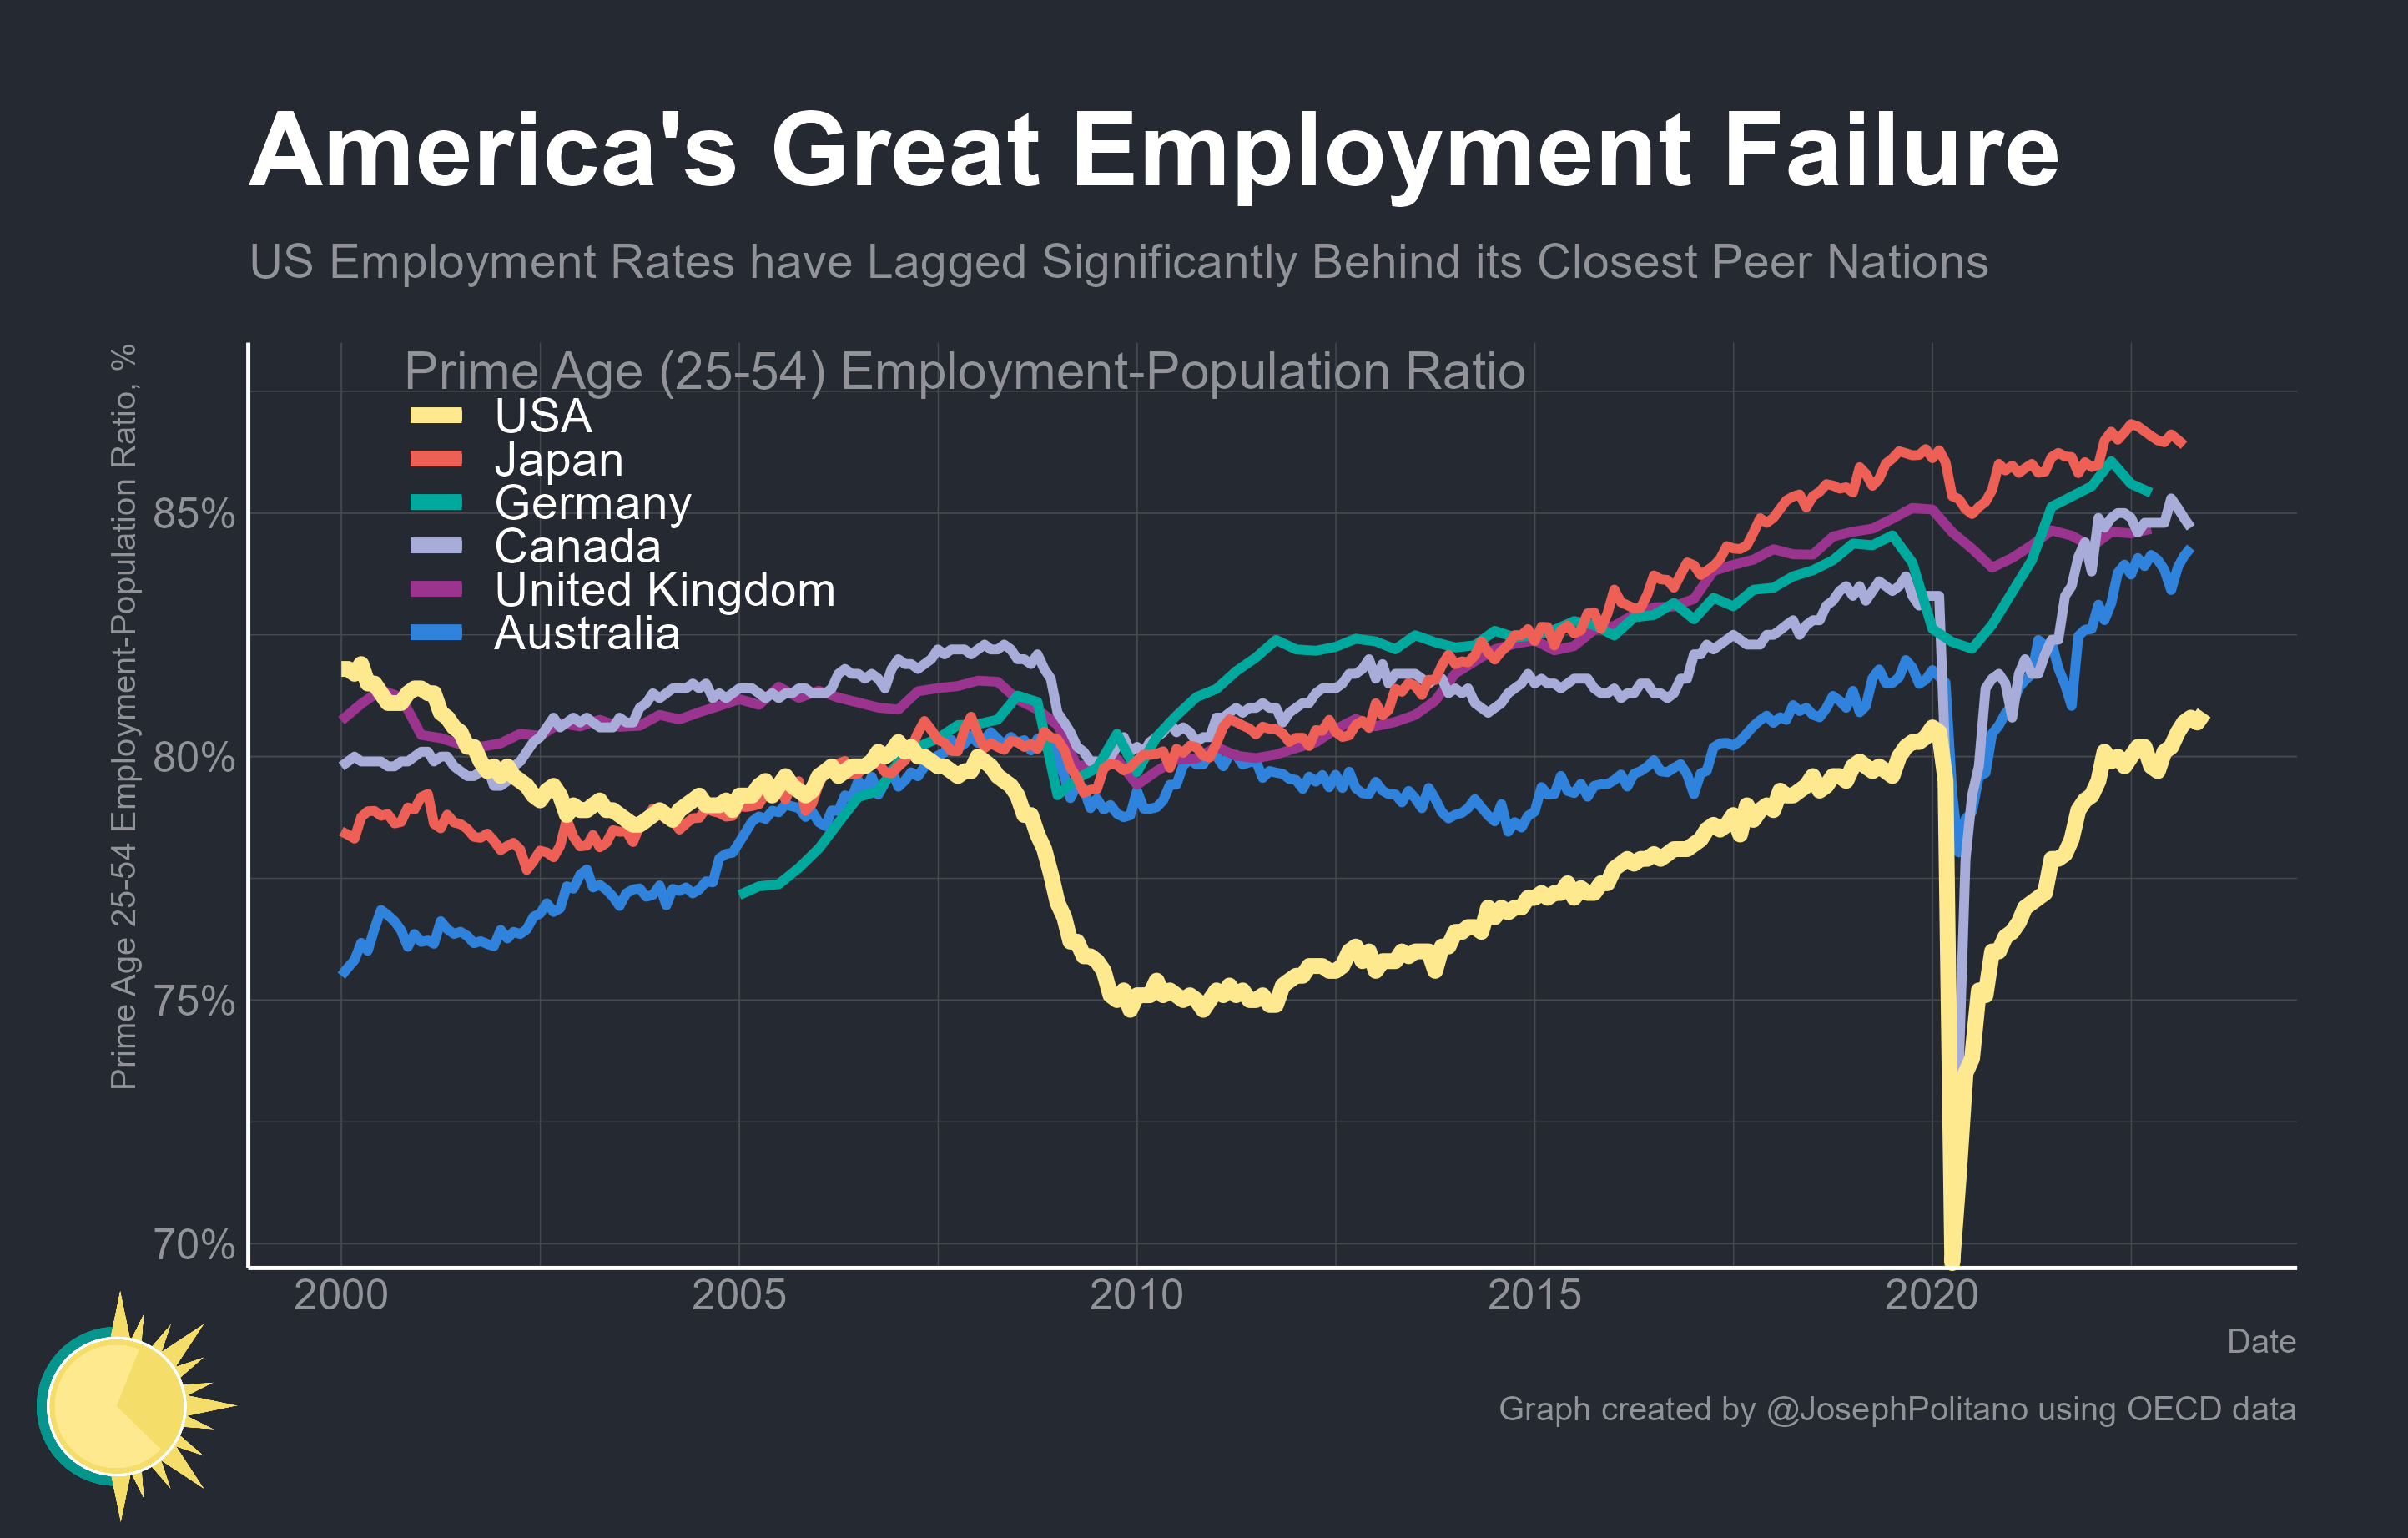 America's Great Employment Failure
US Employment Rates have Lagged Significantly Behind its Closest Peer Nations
Prime Age 25-54 Employment-Population Ratio, %
Prime Age (25-54) Employment-Population Ratio
USA
Japan
Germany
Canada
United Kingdom
Australia
85%
80%
75%
70%
2000
2005
2010
2015
2020
Date
Graph created by @JosephPolitano using OECD data